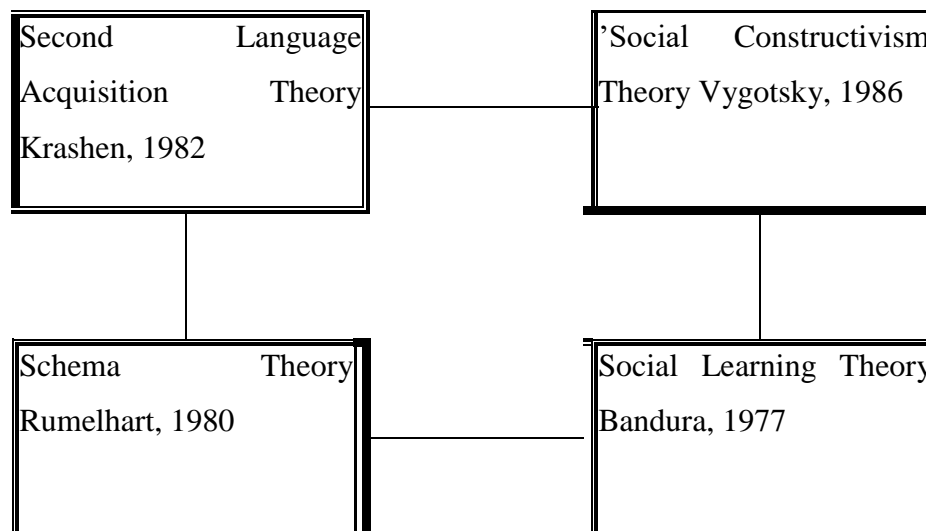 Second Language
Acquisition Theory
Krashen, 1982
’Social Constructivism
Theory Vygotsky, 1986
Schema Theory
Rumelhart, 1980
Social Learning Theory
Bandura, 1977